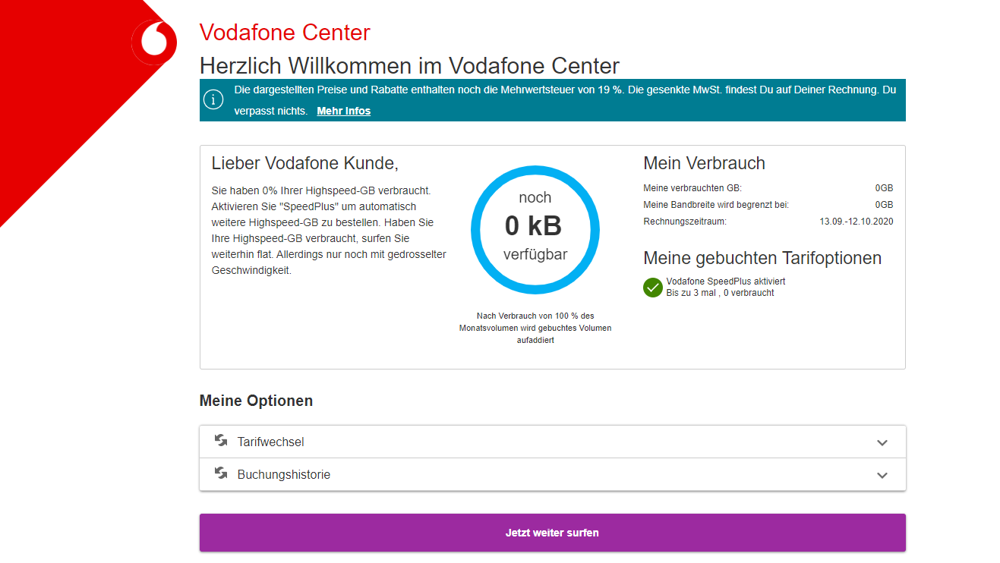 Vodafone Center
Herzlich Willkommen im Vodafone Center
Die dargestellten Preise und Rabatte enthalten noch die Mehrwertsteuer von 19 %. Die gesenkte MwSt. findest Du auf Deiner Rechnung. Du
verpasst nichts. Mehr Infos
Lieber Vodafone Kunde,
Sie haben 0% Ihrer Highspeed-GB verbraucht.
Aktivieren Sie "SpeedPlus" um automatisch
weitere Highspeed-GB zu bestellen. Haben Sie
Ihre Highspeed-GB verbraucht, surfen Sie
weiterhin flat. Allerdings nur noch mit gedrosselter
Geschwindigkeit.
noch
0 kB
verfügbar
Nach Verbrauch von 100 % des
Monatsvolumen wird gebuchtes Volumen
aufaddiert
Mein Verbrauch
Meine verbrauchten GB: 0GB
Meine Bandbreite wird begrenzt bei: 0GB
Rechnungszeitraum: 13.09.-12.10.2020
Meine gebuchten Tarifoptionen
Vodafone SpeedPlus aktiviert
Bis zu 3 mal , 0 verbraucht
Meine Optionen
Tarifwechsel
Buchungshistorie
Jetzt weiter surfen